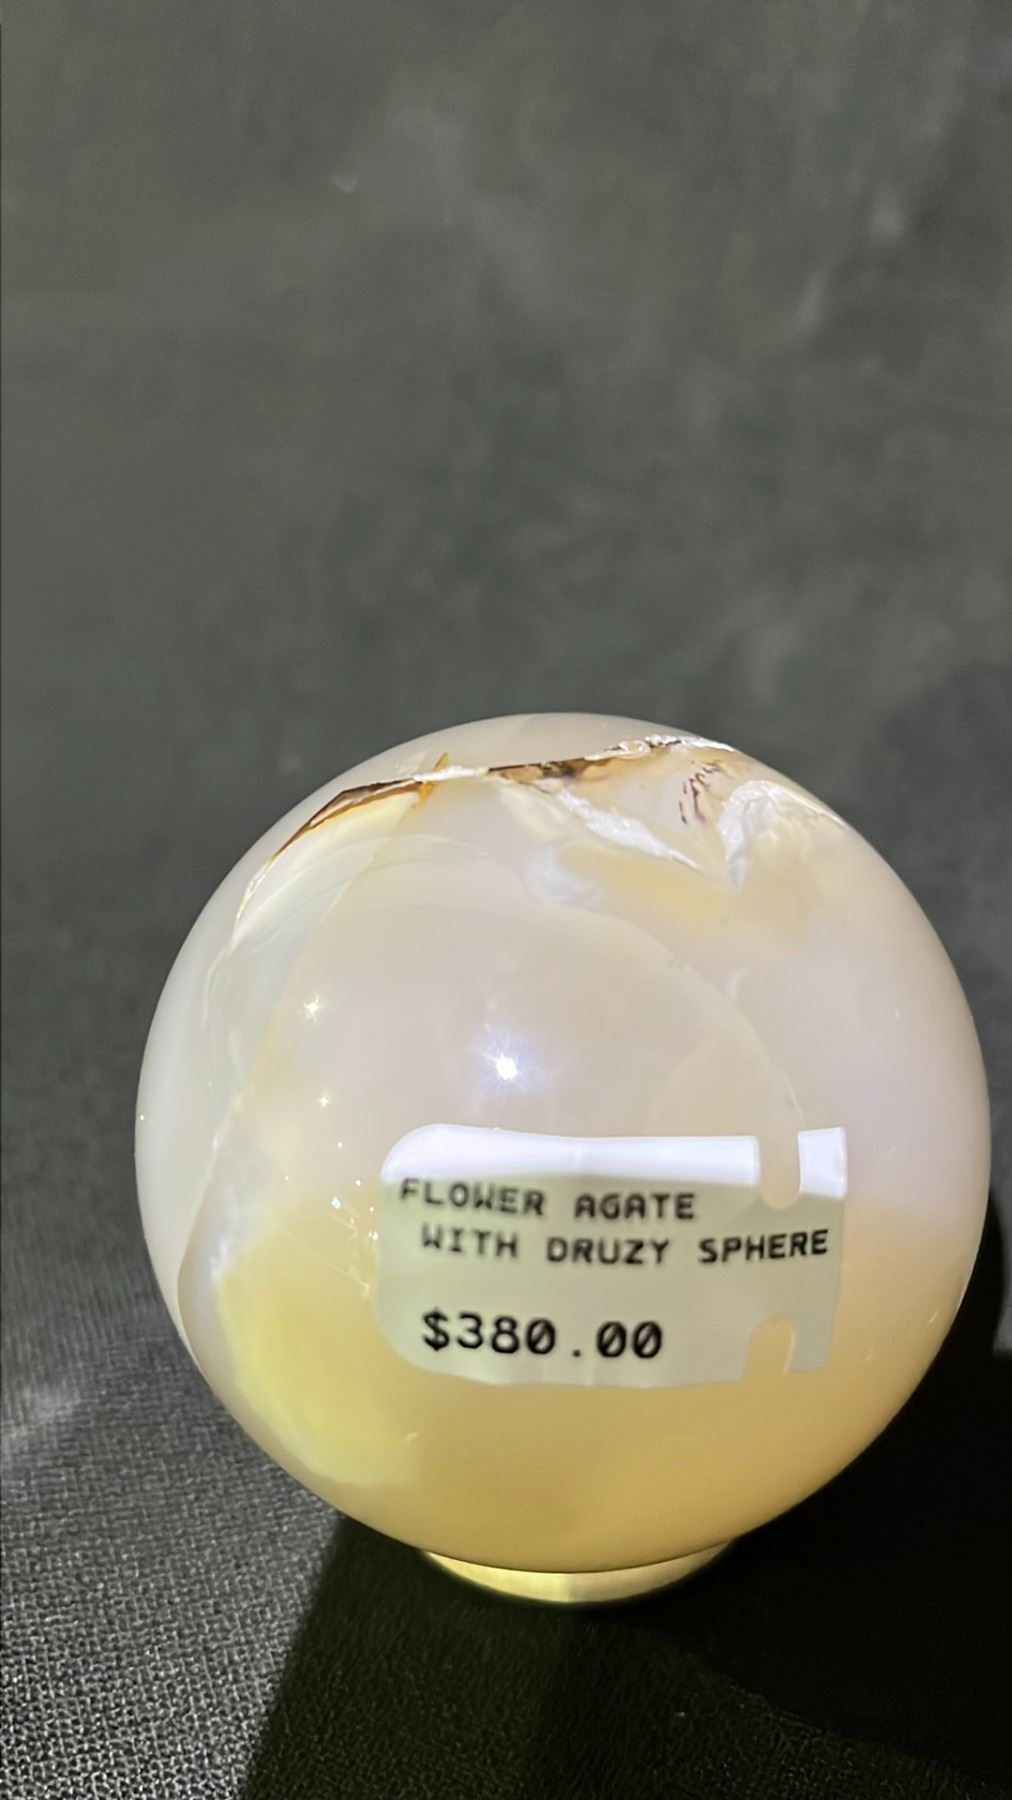 FLOWER AGATE
WITH DRUZY SPHERE
$380.00